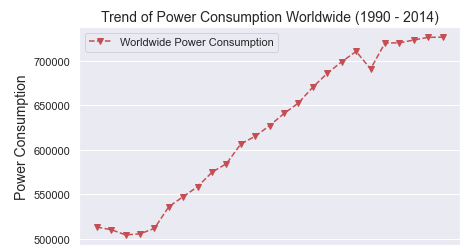 Trend of Power Consumption Worldwide (1990 - 2014)
Worldwide Power Consumption
Power Consumption
700000
650000
600000
550000
500000